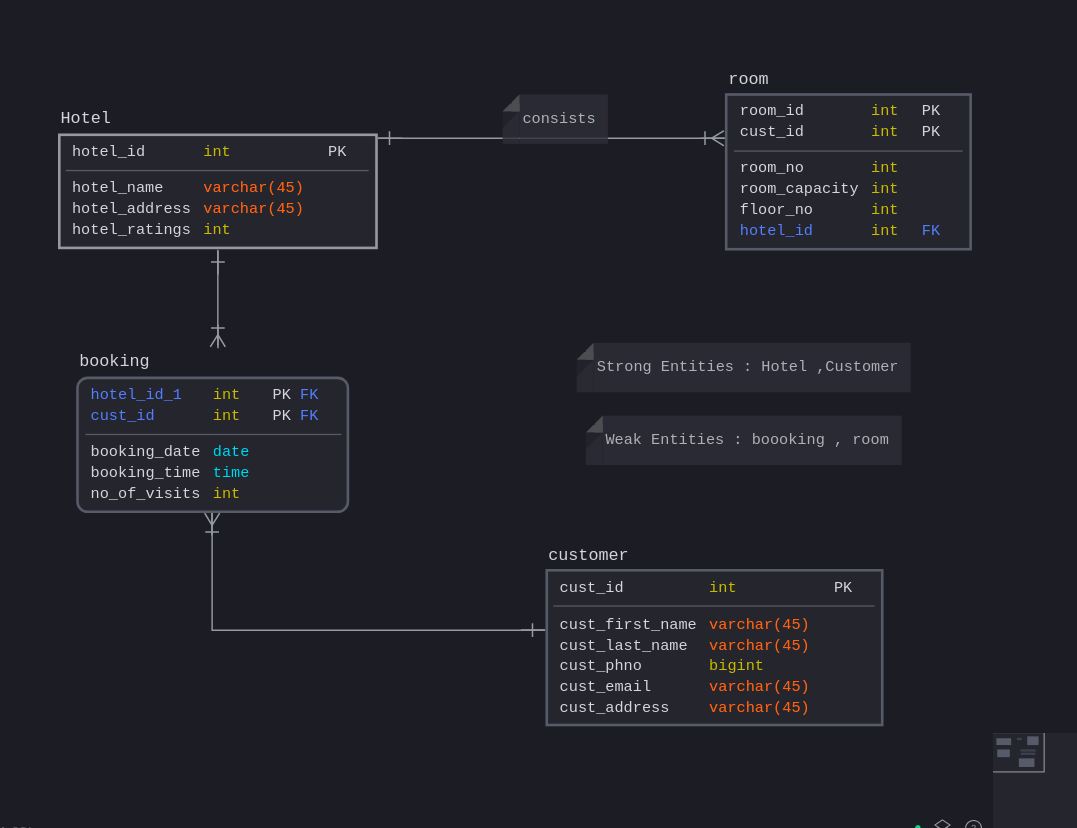 room
room_id int PK
cust_id int PK
room_no int
room_capacity int
floor_no int
hotel_id int FK
consists
Hotel
hotel_id int PK
hotel_name varchar(45)
hotel_address varchar(45)
hotel_ratings int
booking
hotel_id_1 int PK FK
cust_id int PK FK
booking_date date
booking_time time
no_of_visits int
Strong Entities : Hotel ,Customer
Weak Entities : boooking , room
customer
cust_id int PK
cust_first_name varchar(45)
cust_last_name varchar(45)
cust_phno bigint
cust_email varchar(45)
cust_address varchar(45)